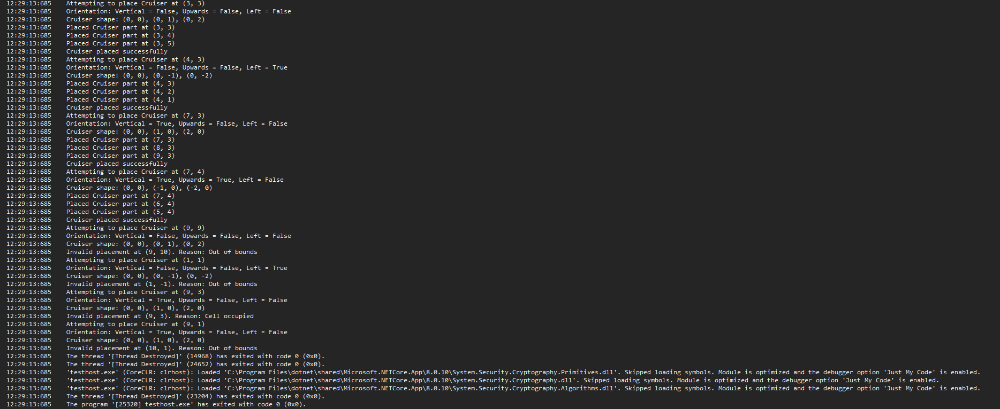 12:29:13:685 Attempting to place Cruiser at (3, 3)
12:29:13:685 Orientation: Vertical = False, Upwards = False, Left = False
12:29:13:685 Cruiser shape: (0, 0), (0, 1), (0, 2)
12:29:13:685 Placed Cruiser part at (3, 3)
12:29:13:685 Placed Cruiser part at (3, 4)
12:29:13:685 Placed Cruiser part at (3, 5)
12:29:13:685 Cruiser placed successfully
12:29:13:685 Attempting to place Cruiser at (4, 3)
12:29:13:685 Orientation: Vertical = False, Upwards = False, Left = True
12:29:13:685 Cruiser shape: (0, 0), (0, -1), (0, -2)
12:29:13:685 Placed Cruiser part at (4, 3)
12:29:13:685 Placed Cruiser part at (4, 2)
12:29:13:685 Placed Cruiser part at (4, 1)
12:29:13:685 Cruiser placed successfully
12:29:13:685 Attempting to place Cruiser at (7, 3)
12:29:13:685 Orientation: Vertical = True, Upwards = False, Left = False
12:29:13:685 Cruiser shape: (0, 0), (1, 0), (2, 0)
12:29:13:685 Placed Cruiser part at (7, 3)
12:29:13:685 Placed Cruiser part at (8, 3)
12:29:13:685 Placed Cruiser part at (9, 3)
12:29:13:685 Cruiser placed successfully
12:29:13:685 Attempting to place Cruiser at (7, 4)
12:29:13:685 Orientation: Vertical = True, Upwards = True, Left = False
12:29:13:685 Cruiser shape: (0, 0), (-1, 0), (-2, 0)
12:29:13:685 Placed Cruiser part at (7, 4)
12:29:13:685 Placed Cruiser part at (6, 4)
12:29:13:685 Placed Cruiser part at (5, 4)
12:29:13:685 Cruiser placed successfully
12:29:13:685 Attempting to place Cruiser at (9, 9)
12:29:13:685 Orientation: Vertical = False, Upwards = False, Left = False
12:29:13:685 Cruiser shape: (0, 0), (0, 1), (0, 2)
12:29:13:685 Invalid placement at (9, 10). Reason: Out of bounds
12:29:13:685 Attempting to place Cruiser at (1, 1)
12:29:13:685 Orientation: Vertical = False, Upwards = False, Left = True
12:29:13:685 Cruiser shape: (0, 0), (0, -1), (0, -2)
12:29:13:685 Invalid placement at (1, -1). Reason: Out of bounds
12:29:13:685 Attempting to place Cruiser at (9, 3)
12:29:13:685 Orientation: Vertical = True, Upwards = False, Left = False
12:29:13:685 Cruiser shape: (0, 0), (1, 0), (2, 0)
12:29:13:685 Invalid placement at (9, 3). Reason: Cell occupied
12:29:13:685 Attempting to place Cruiser at (9, 1)
12:29:13:685 Orientation: Vertical = True, Upwards = False, Left = False
12:29:13:685 Cruiser shape: (0, 0), (1, 0), (2, 0)
12:29:13:685 Invalid placement at (10, 1). Reason: Out of bounds
12:29:13:685 The thread '[Thread Destroyed]' (14968) has exited with code 0 (0x0).
12:29:13:685 The thread '[Thread Destroyed]' (24652) has exited with code 0 (0x0).
12:29:13:685 'testhost.exe' (CoreCLR: clrhost): Loaded 'C:\Program Files\dotnet\shared\Microsoft.NETCore.App\8.0.10\System.Security.Cryptography.Primitives.dll'. Skipped loading symbols. Module is optimized and the debugger option 'Just My Code' is enabled.
12:29:13:685 'testhost.exe' (CoreCLR: clrhost): Loaded 'C:\Program Files\dotnet\shared\Microsoft.NETCore.App\8.0.10\System.Security.Cryptography.dll'. Skipped loading symbols. Module is optimized and the debugger option 'Just My Code' is enabled.
12:29:13:685 'testhost.exe' (CoreCLR: clrhost): Loaded 'C:\Program Files\dotnet\shared\Microsoft.NETCore.App\8.0.10\System.Security.Cryptography.Algorithms.dll'. Skipped loading symbols. Module is optimized and the debugger option 'Just My Code' is enabled.
12:29:13:685 The thread '[Thread Destroyed]' (23204) has exited with code 0 (0x0).
12:29:13:685 The program '[25320] testhost.exe' has exited with code 0 (0x0).